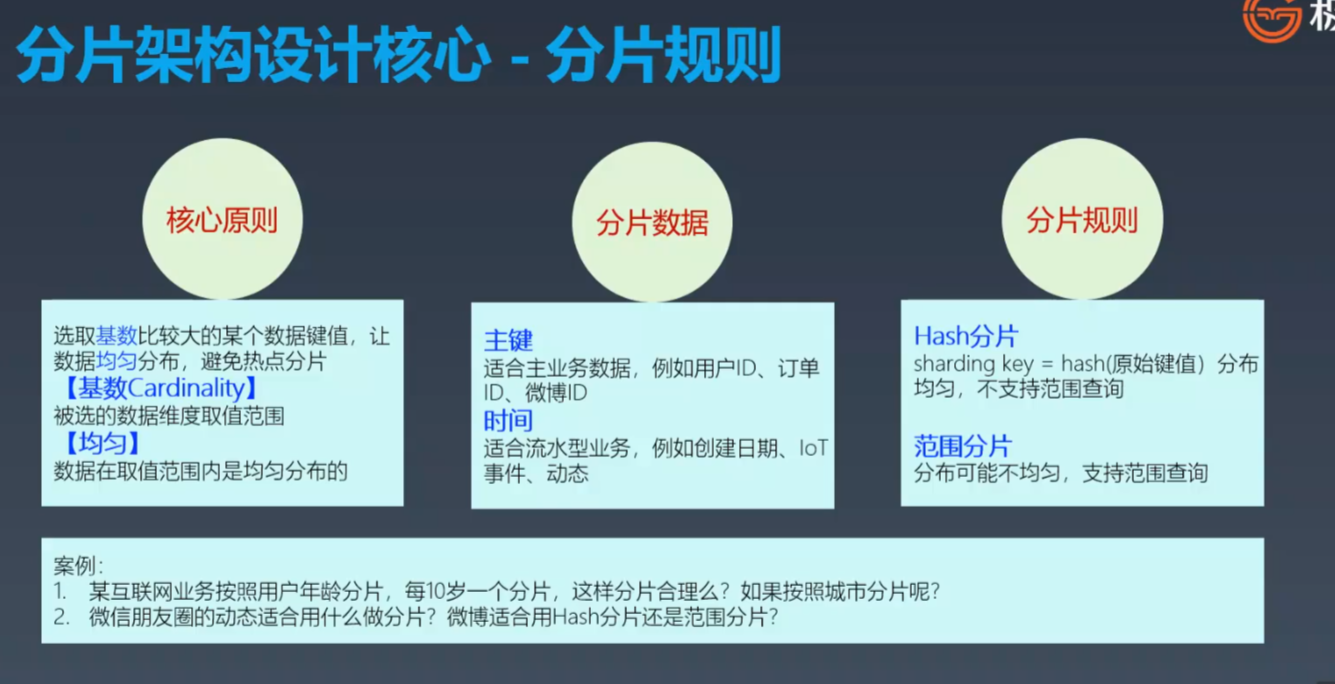 分片架构设计核心 - 分片规则
核心原则
选取基数比较大的某个数据键值，让
数据均匀分布，避免热点分片
【基数Cardinality】
被选的数据维度取值范围
【均匀】
数据在取值范围内是均匀分布的
分片数据
主键
适合主业务数据，例如用户ID、订单
ID、微博ID
时间
适合流水型业务，例如创建日期、IoT
事件、动态
分片规则
Hash分片
sharding key = hash(原始键值）分布
均匀，不支持范围查询
范围分片
分布可能不均匀，支持范围查询
案例：
1. 某互联网业务按照用户年龄分片，每10岁一个分片，这样分片合理么？如果按照城市分片呢？
2. 微信朋友圈的动态适合用什么做分片？微博适合用Hash分片还是范围分片？